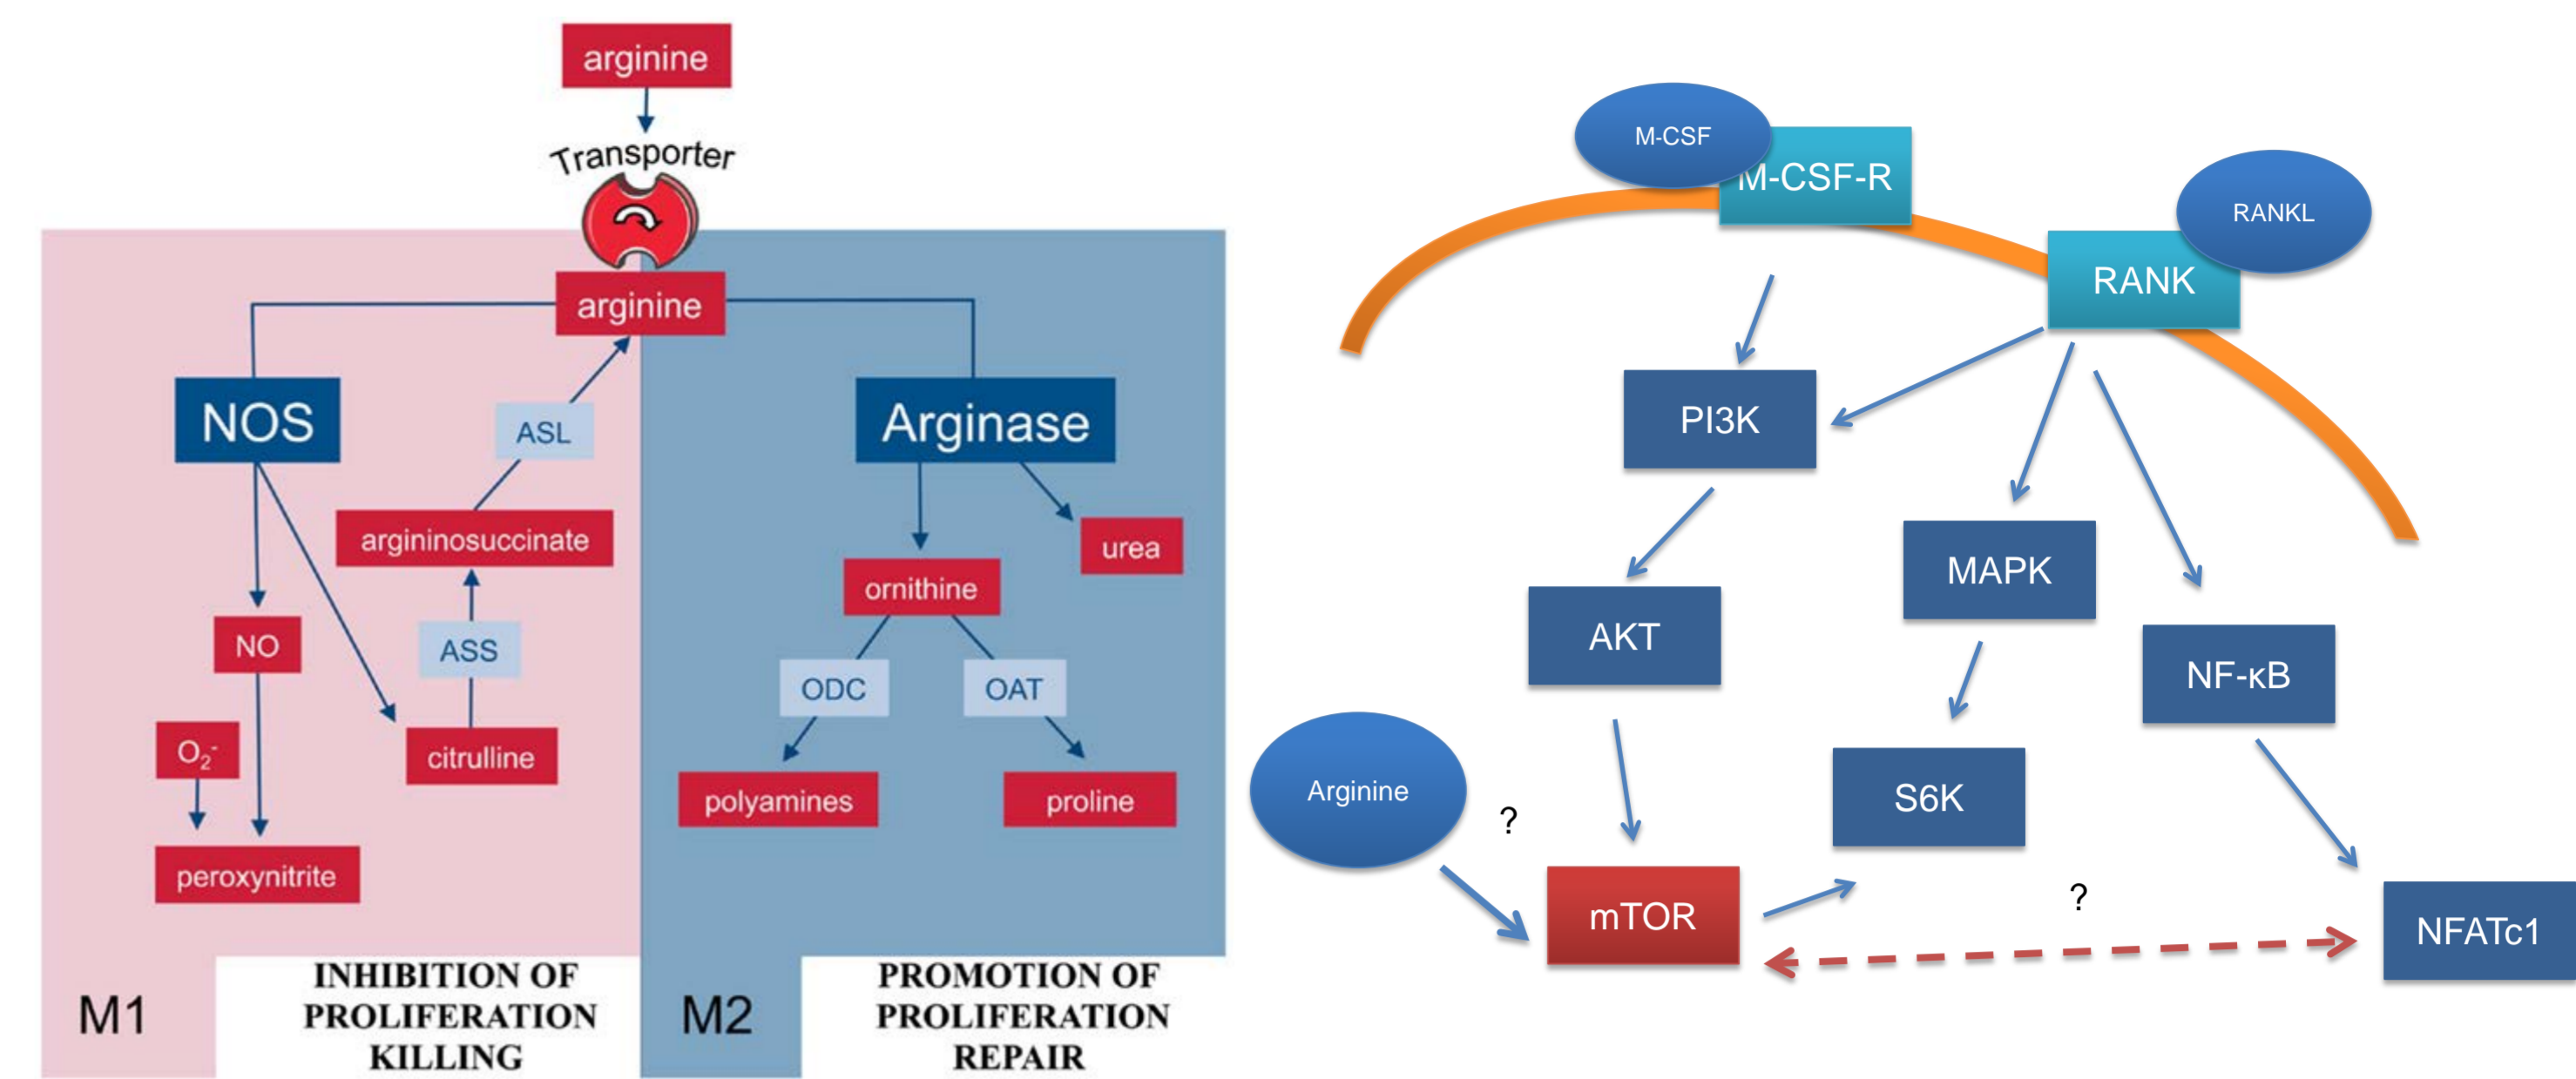 arginine
Transporter
arginine
NOS
ASL
Arginase
argininosuccinate
urea
ornithine
NO
ASS
ODC
OAT
O₂⁻
citrulline
polyamines
proline
peroxynitrite
M1
INHIBITION OF
PROLIFERATION
KILLING
M2
PROMOTION OF
PROLIFERATION
REPAIR
M-CSF
M-CSF-R
RANKL
RANK
PI3K
MAPK
AKT
NF-κB
Arginine
?
S6K
mTOR
?
NFATc1